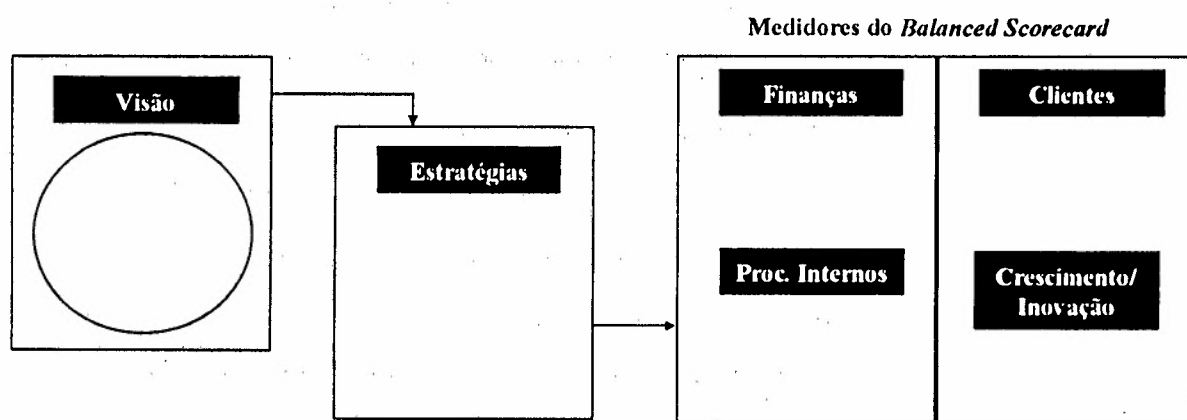 Medidores do Balanced Scorecard
Visão
Estratégias
Finanças
Clientes
Proc. Internos
Crescimento/
Inovação